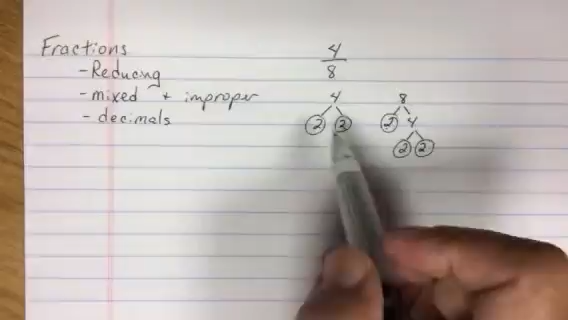 Fractions
- Reducing
- mixed + improper
- decimals
4
8
4
2 2
8
2 4
2 2